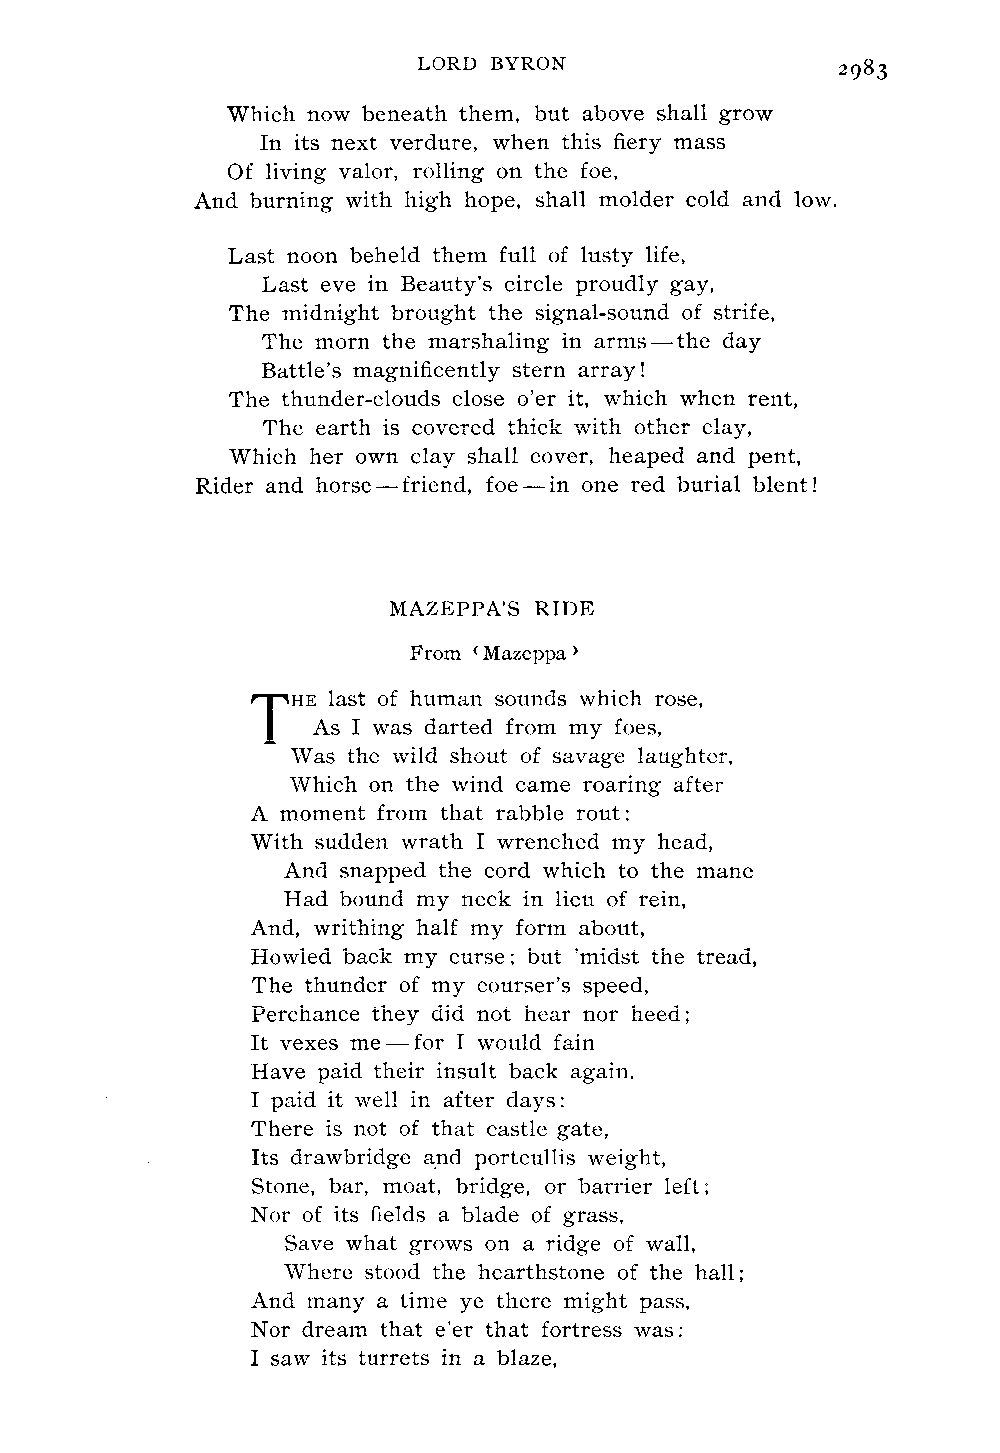 LORD BYRON
2983
Which now beneath them, but above shall grow
In its next verdure, when this fiery mass
Of living valor, rolling on the foe,
And burning with high hope, shall molder cold and low.
Last noon beheld them full of lusty life,
Last eve in Beauty's circle proudly gay,
The midnight brought the signal-sound of strife,
The morn the marshaling in arms—the day
Battle's magnificently stern array!
The thunder-clouds close o'er it, which when rent,
The earth is covered thick with other clay,
Which her own clay shall cover, heaped and pent,
Rider and horse—friend, foe—in one red burial blent!
MAZEPPA'S RIDE
From ‹Mazeppa›
THE last of human sounds which rose,
As I was darted from my foes,
Was the wild shout of savage laughter,
Which on the wind came roaring after
A moment from that rabble rout:
With sudden wrath I wrenched my head,
And snapped the cord which to the mane
Had bound my neck in lieu of rein,
And, writhing half my form about,
Howled back my curse; but 'midst the tread,
The thunder of my courser's speed,
Perchance they did not hear nor heed;
It vexes me—for I would fain
Have paid their insult back again.
I paid it well in after days:
There is not of that castle gate,
Its drawbridge and portcullis weight,
Stone, bar, moat, bridge, or barrier left;
Nor of its fields a blade of grass,
Save what grows on a ridge of wall,
Where stood the hearthstone of the hall;
And many a time ye there might pass,
Nor dream that e'er that fortress was:
I saw its turrets in a blaze,